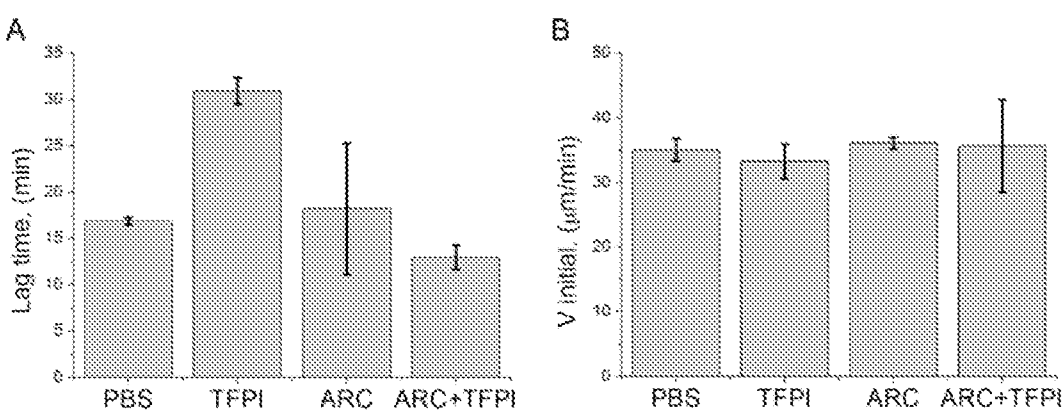 A
B
Lag time, (min)
35
30
25
20
15
10
5
0
PBS TFPI ARC ARC+TFPI
V initial, (μm/min)
50
40
30
20
10
0
PBS TFPI ARC ARC+TFPI